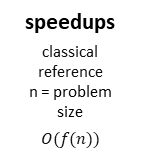 speedups
classical
reference
n = problem
size
O(f(n))